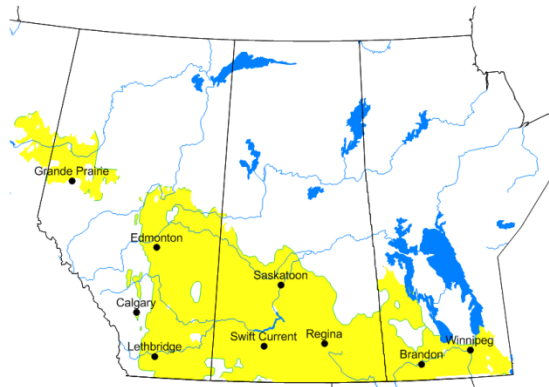 Grande Prairie
Edmonton
Saskatoon
Calgary
Swift Current
Regina
Winnipeg
Lethbridge
Brandon